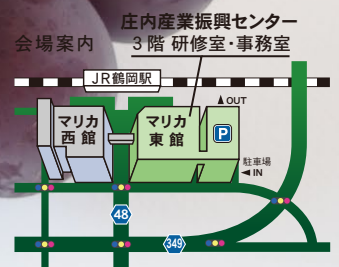 会場案内
庄内産業振興センター
3階 研修室・事務室
JR鶴岡駅
▲OUT
マリカ
西館
マリカ
東館
P
駐車場
◀IN
48
349